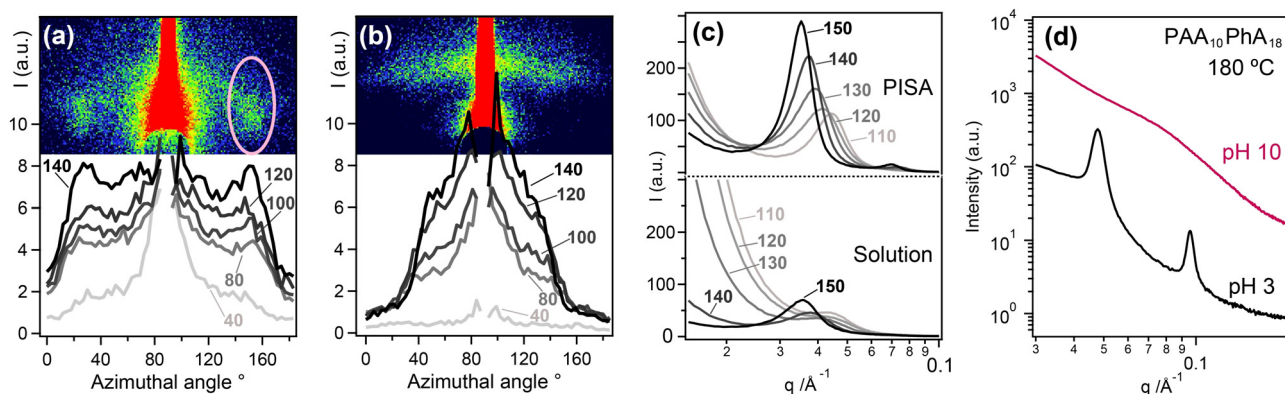 (a)
I (a.u.)
10
8
6
4
2
0
140
120
100
80
40
0 40 80 120 160
Azimuthal angle °
(b)
I (a.u.)
10
8
6
4
2
0
140
120
100
80
40
0 40 80 120 160
Azimuthal angle °
(c)
I (a.u.)
200
100
0
150
140
130
120
110
PISA
200
100
0
110
120
130
140
150
Solution
2 3 4 5 6 7 8 9 0.1
q /Å⁻¹
(d)
PAA₁₀PhA₁₈
180 ºC
Intensity (a.u.)
10⁴
10³
10²
10¹
10⁰
pH 10
pH 3
3 4 5 6 7 8 9 0.1
q /Å⁻¹